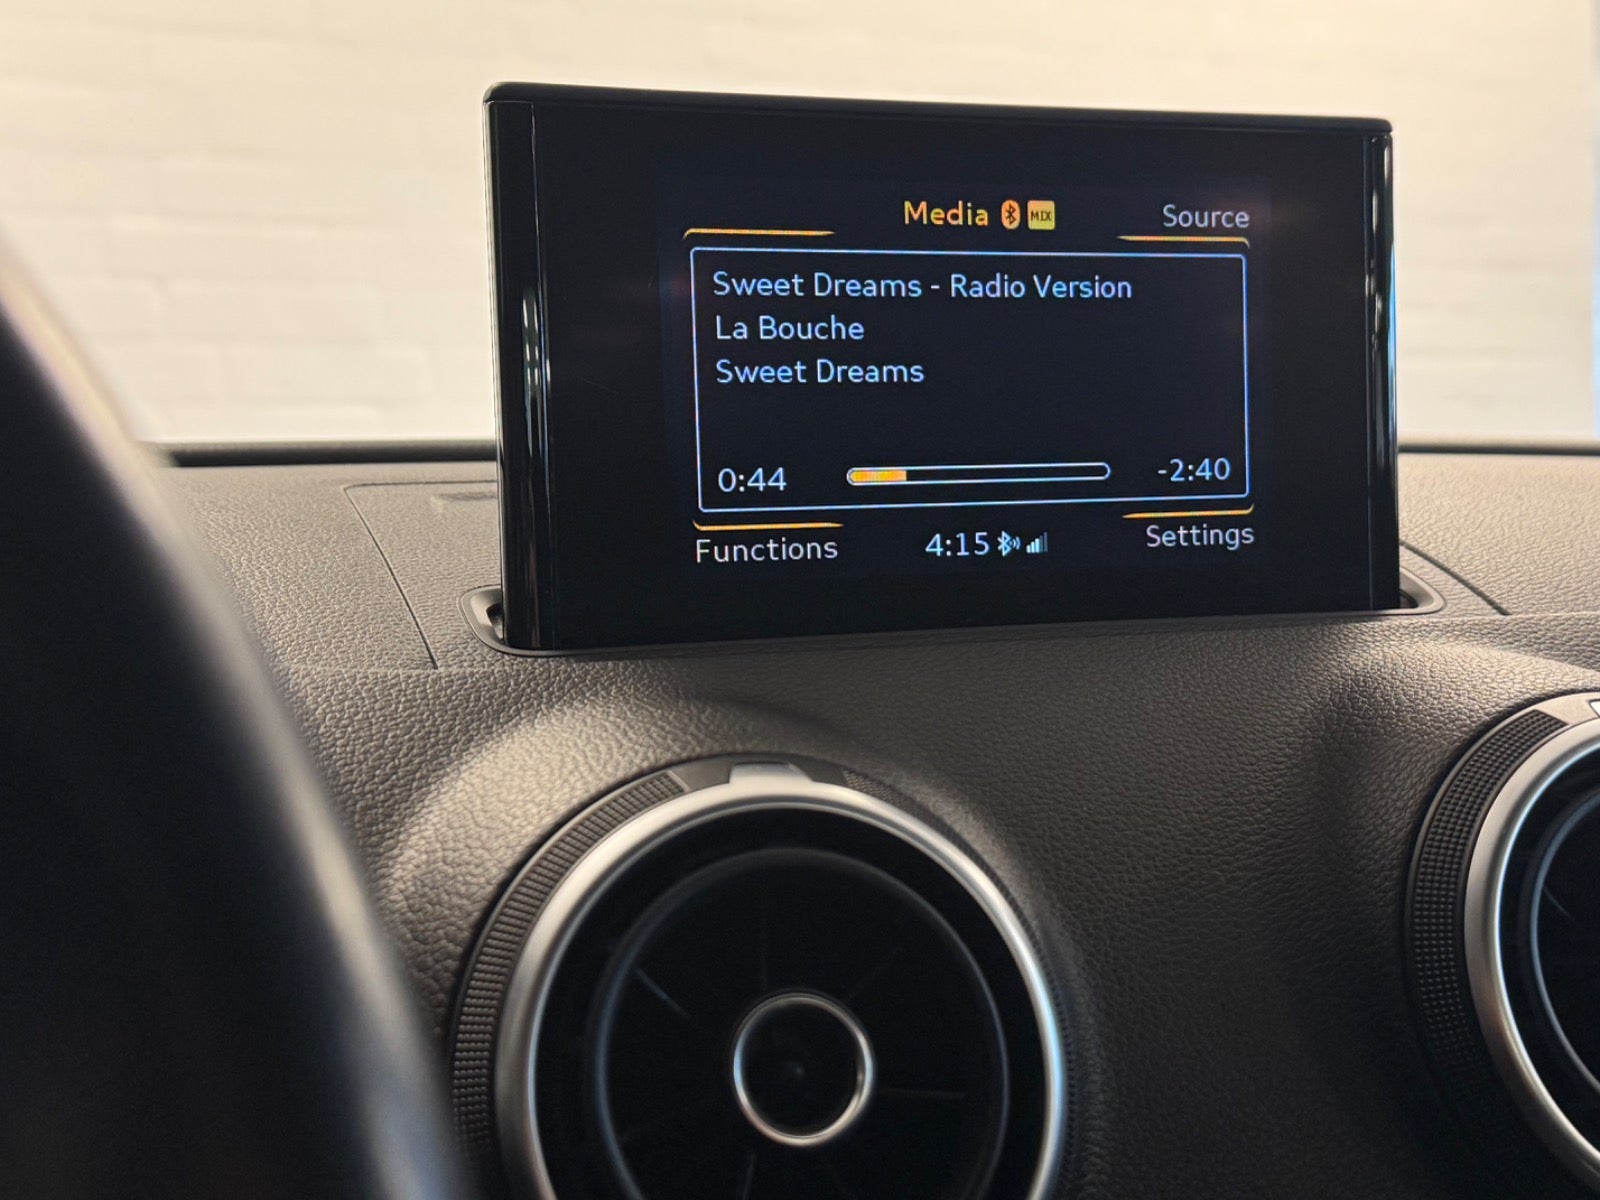 Media MIX Source
Sweet Dreams - Radio Version
La Bouche
Sweet Dreams
0:44 -2:40
Functions 4:15 Settings